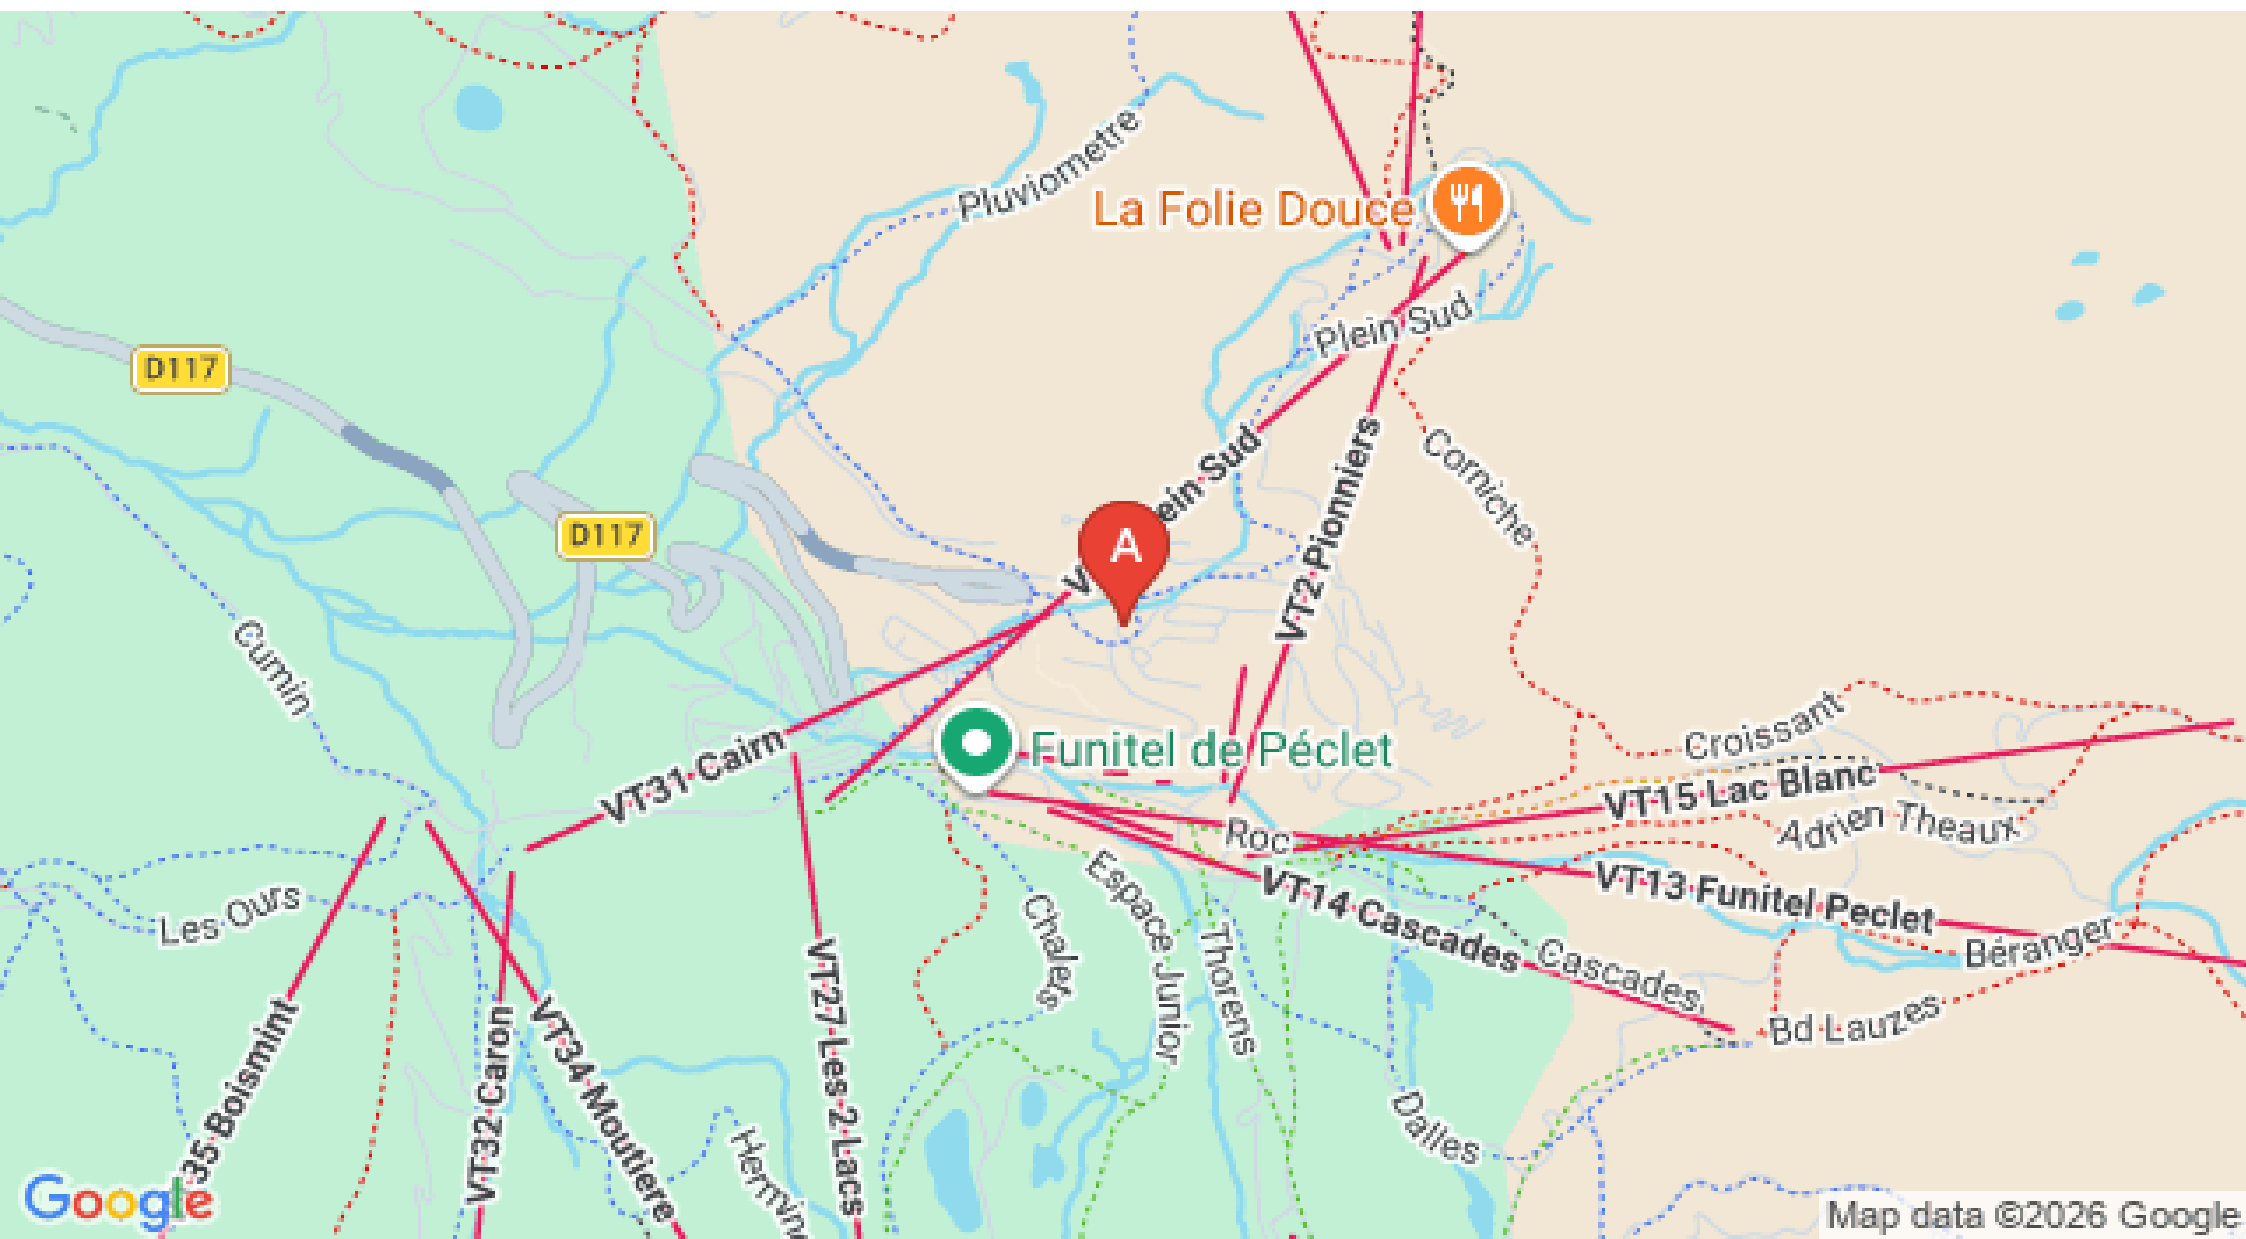 Pluviometre
La Folie Douce
Plein Sud
D117
ein Sud
Corniche
VT2 Pionniers
D117
A
V
Cumin
Croissant
Funitel de Péclet
VT31 Cairn
VT15 Lac Blanc
Adrien Theaux
Roc
VT13 Funitel Peclet
VT14 Cascades
Espace Junior
Les Ours
Chalets
Thorens
Cascades
Béranger
Bd Lauzes
35 Boismint
VT32 Caron
VT34 Moutiere
VT27 Les 2 Lacs
Dalles
Hermin
Google
Map data ©2026 Google